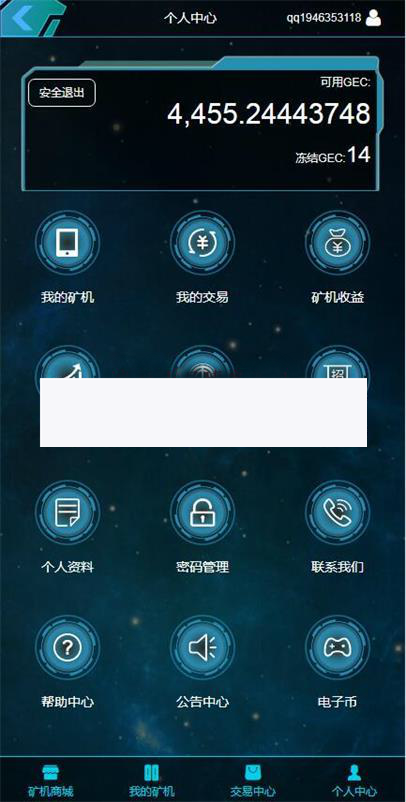 个人中心
qq1946353118
安全退出
可用GEC:
4,455.24443748
冻结GEC:14
我的矿机
我的交易
矿机收益
招
个人资料
密码管理
联系我们
帮助中心
公告中心
电子币
矿机商城
我的矿机
交易中心
个人中心